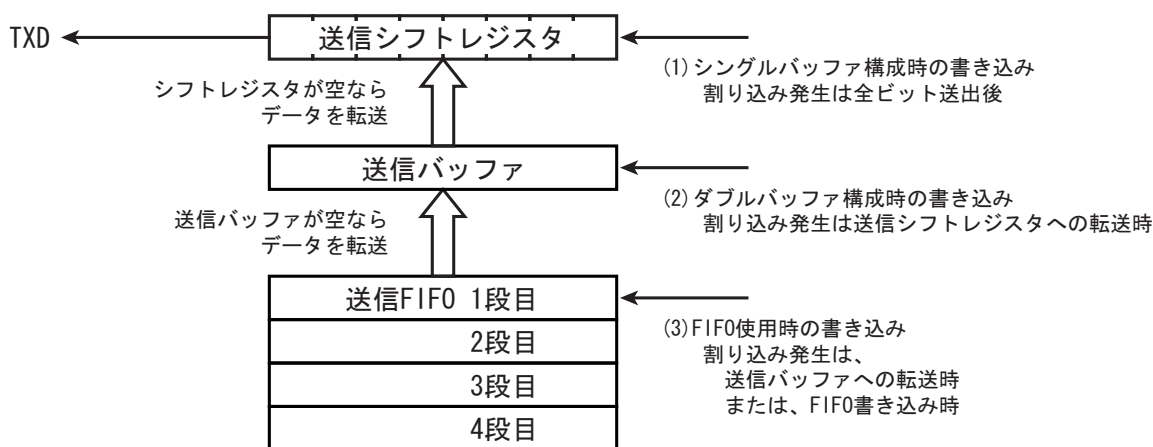 TXD
送信シフトレジスタ
(1)シングルバッファ構成時の書き込み
割り込み発生は全ビット送出後
シフトレジスタが空なら
データを転送
送信バッファ
(2)ダブルバッファ構成時の書き込み
割り込み発生は送信シフトレジスタへの転送時
送信バッファが空なら
データを転送
送信FIFO 1段目
(3)FIFO使用時の書き込み
割り込み発生は、
送信バッファへの転送時
または、FIFO書き込み時
2段目
3段目
4段目